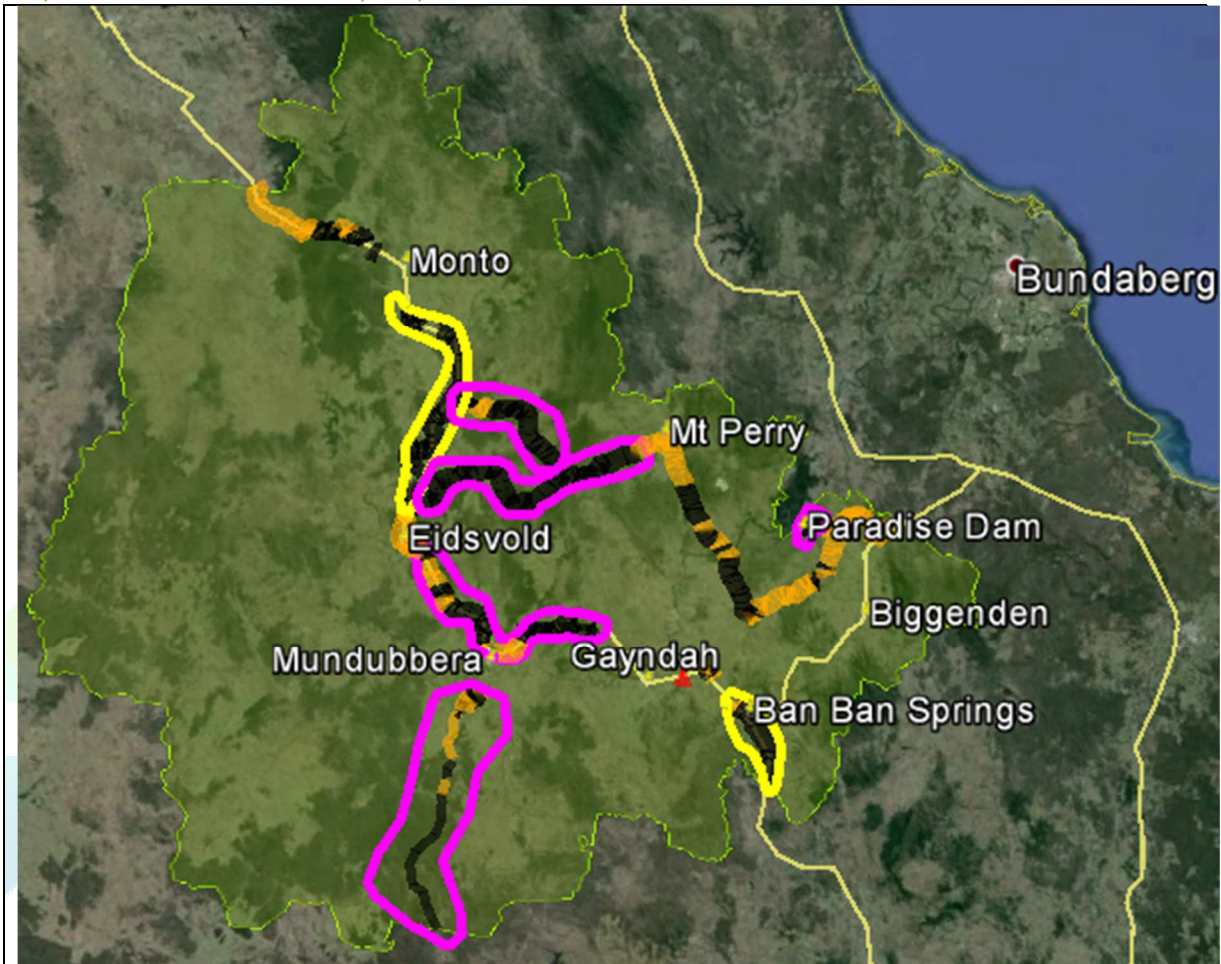 Monto
Bundaberg
Mt Perry
Paradise Dam
Eidsvold
Biggenden
Mundubbera
Gayndah
Ban Ban Springs